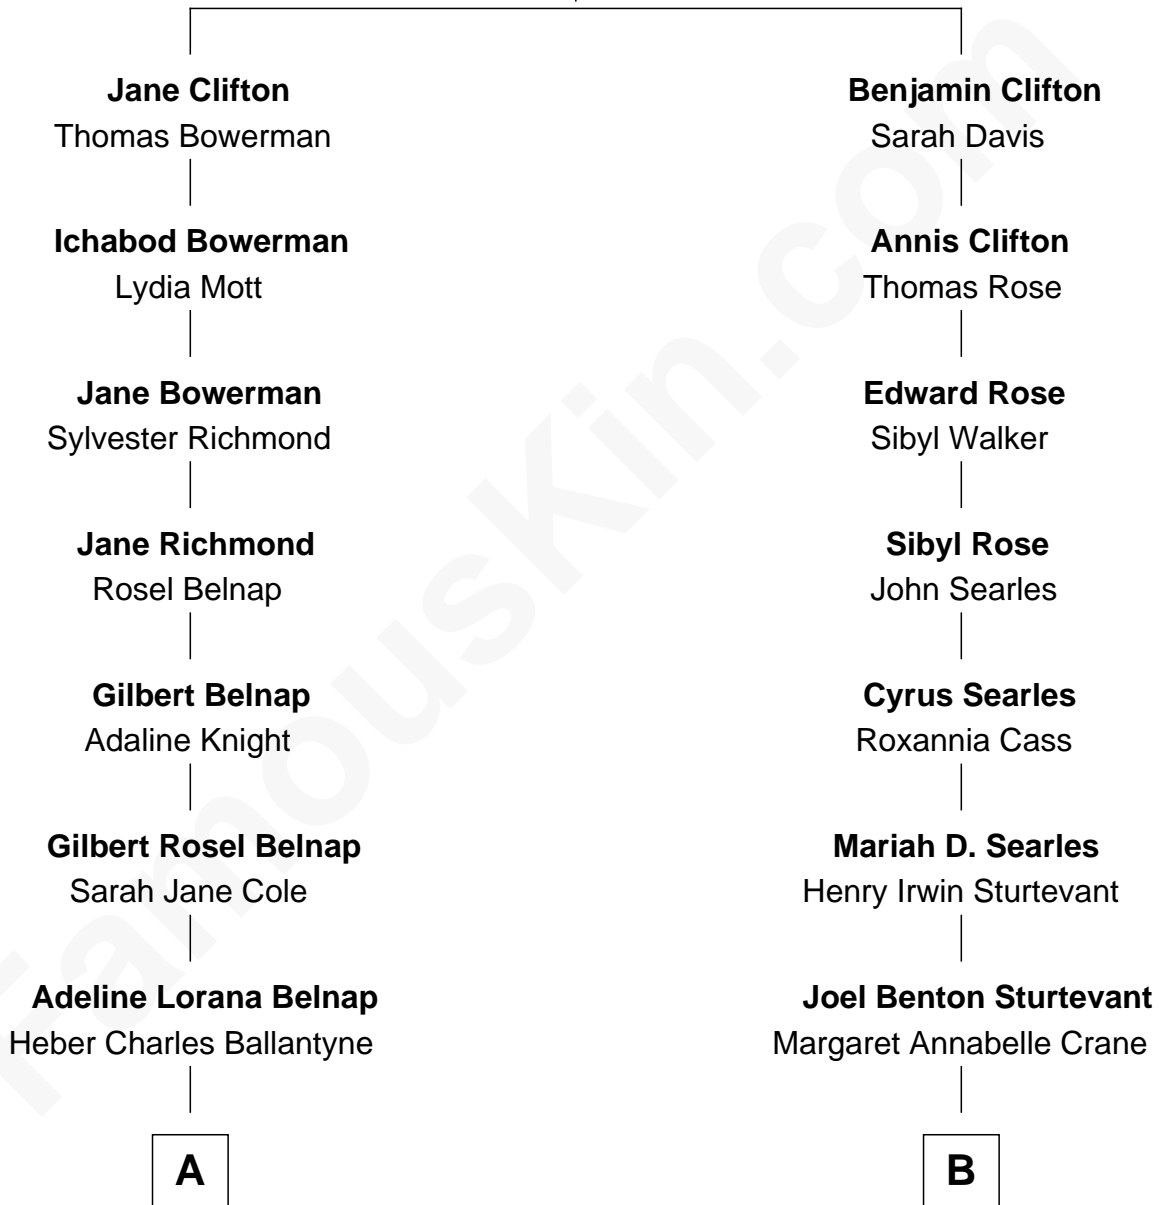 Jane Clifton
Thomas Bowerman
Ichabod Bowerman
Lydia Mott
Jane Bowerman
Sylvester Richmond
Jane Richmond
Rosel Belnap
Gilbert Belnap
Adaline Knight
Gilbert Rosel Belnap
Sarah Jane Cole
Adeline Lorana Belnap
Heber Charles Ballantyne
A
Benjamin Clifton
Sarah Davis
Annis Clifton
Thomas Rose
Edward Rose
Sibyl Walker
Sibyl Rose
John Searles
Cyrus Searles
Roxannia Cass
Mariah D. Searles
Henry Irwin Sturtevant
Joel Benton Sturtevant
Margaret Annabelle Crane
B
FamousKin.com